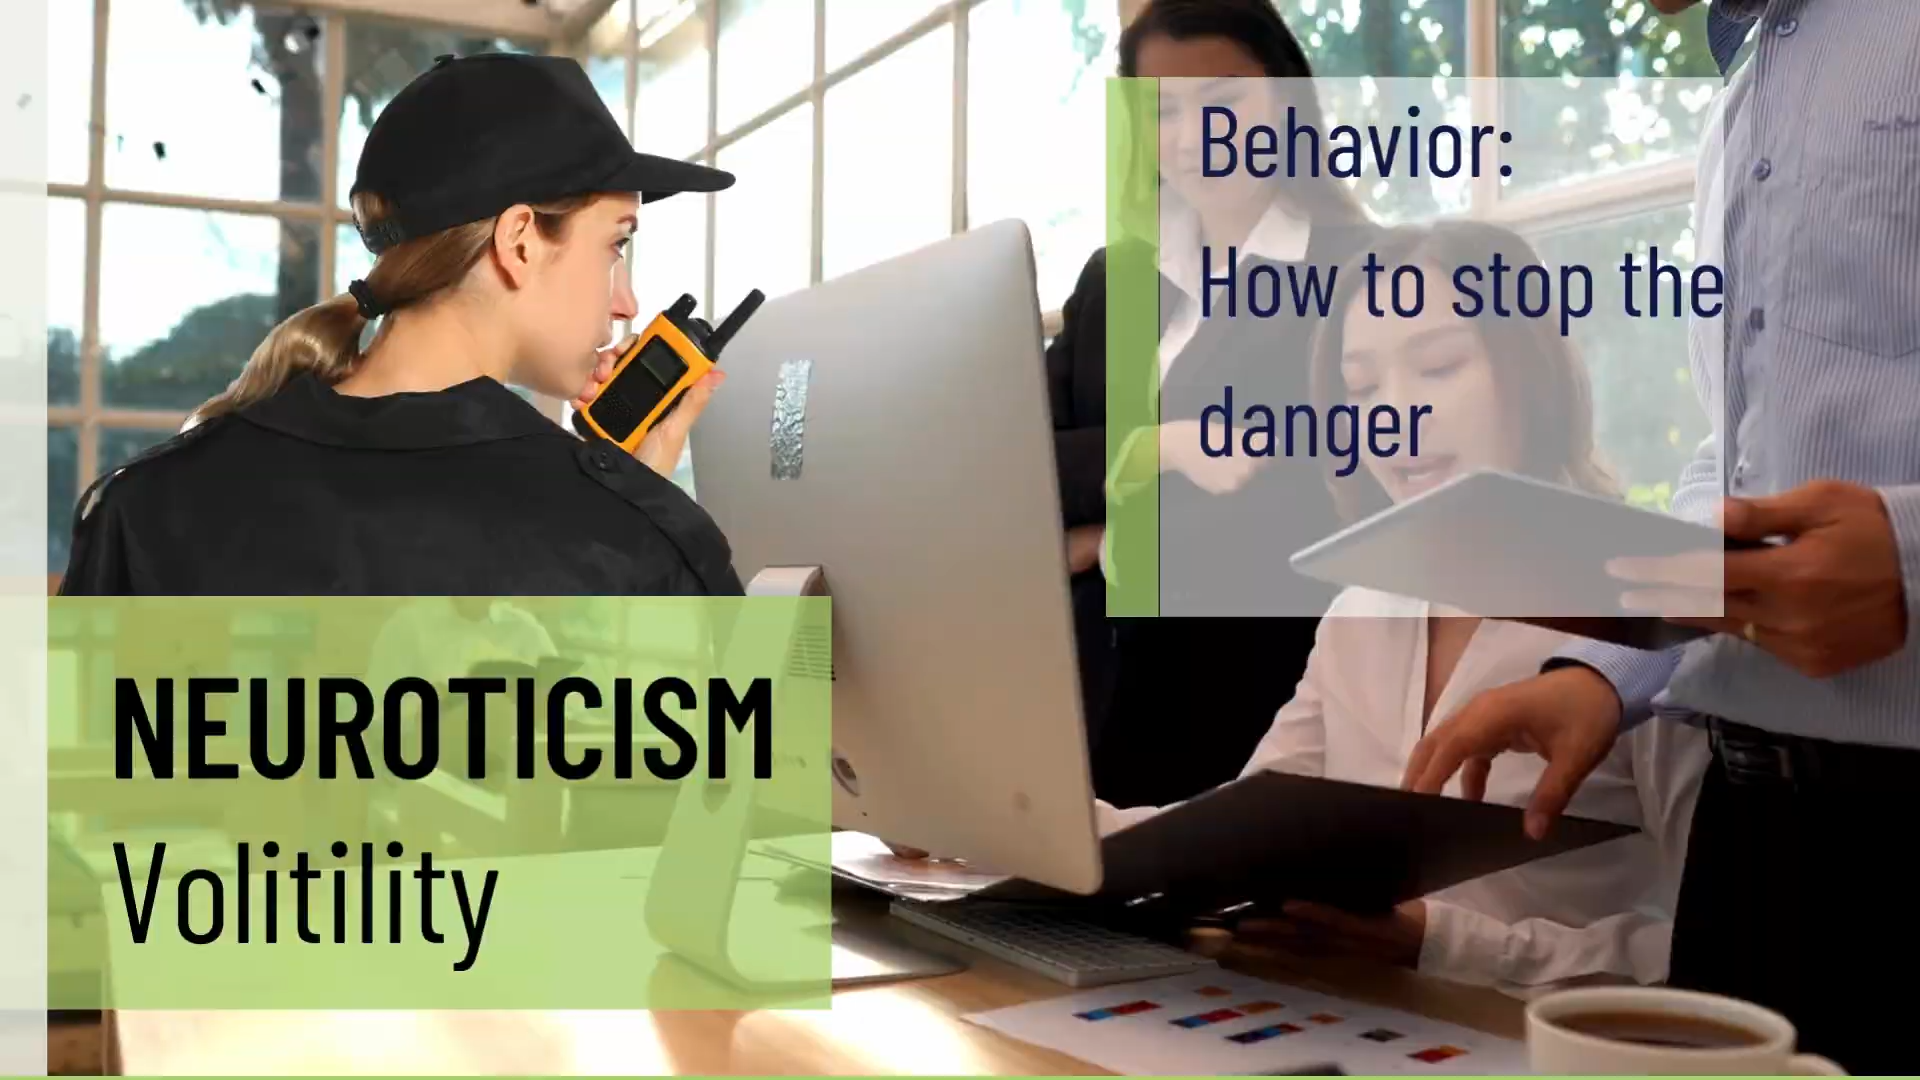 Behavior:
How to stop the
danger
NEUROTICISM
Volitility